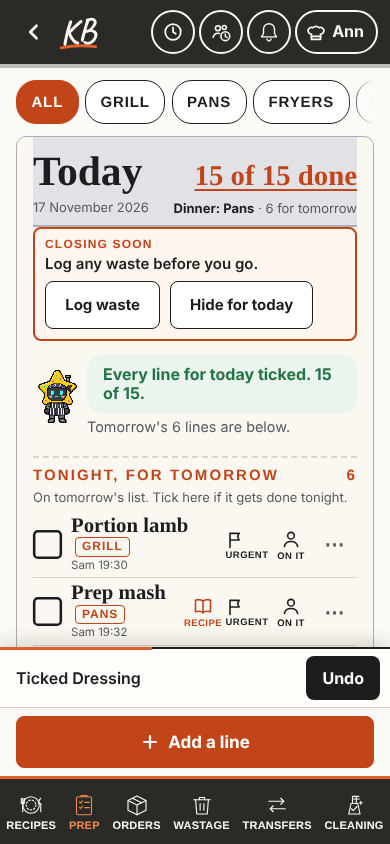 KB
Ann
ALL
GRILL
PANS
FRYERS
Today
15 of 15 done
17 November 2026
Dinner: Pans · 6 for tomorrow
CLOSING SOON
Log any waste before you go.
Log waste
Hide for today
Every line for today ticked. 15
of 15.
Tomorrow's 6 lines are below.
TONIGHT, FOR TOMORROW
6
On tomorrow's list. Tick here if it gets done tonight.
Portion lamb
GRILL
Sam 19:30
URGENT
ON IT
...
Prep mash
PANS
Sam 19:32
RECIPE
URGENT
ON IT
...
Ticked Dressing
Undo
+ Add a line
RECIPES
PREP
ORDERS
WASTAGE
TRANSFERS
CLEANING